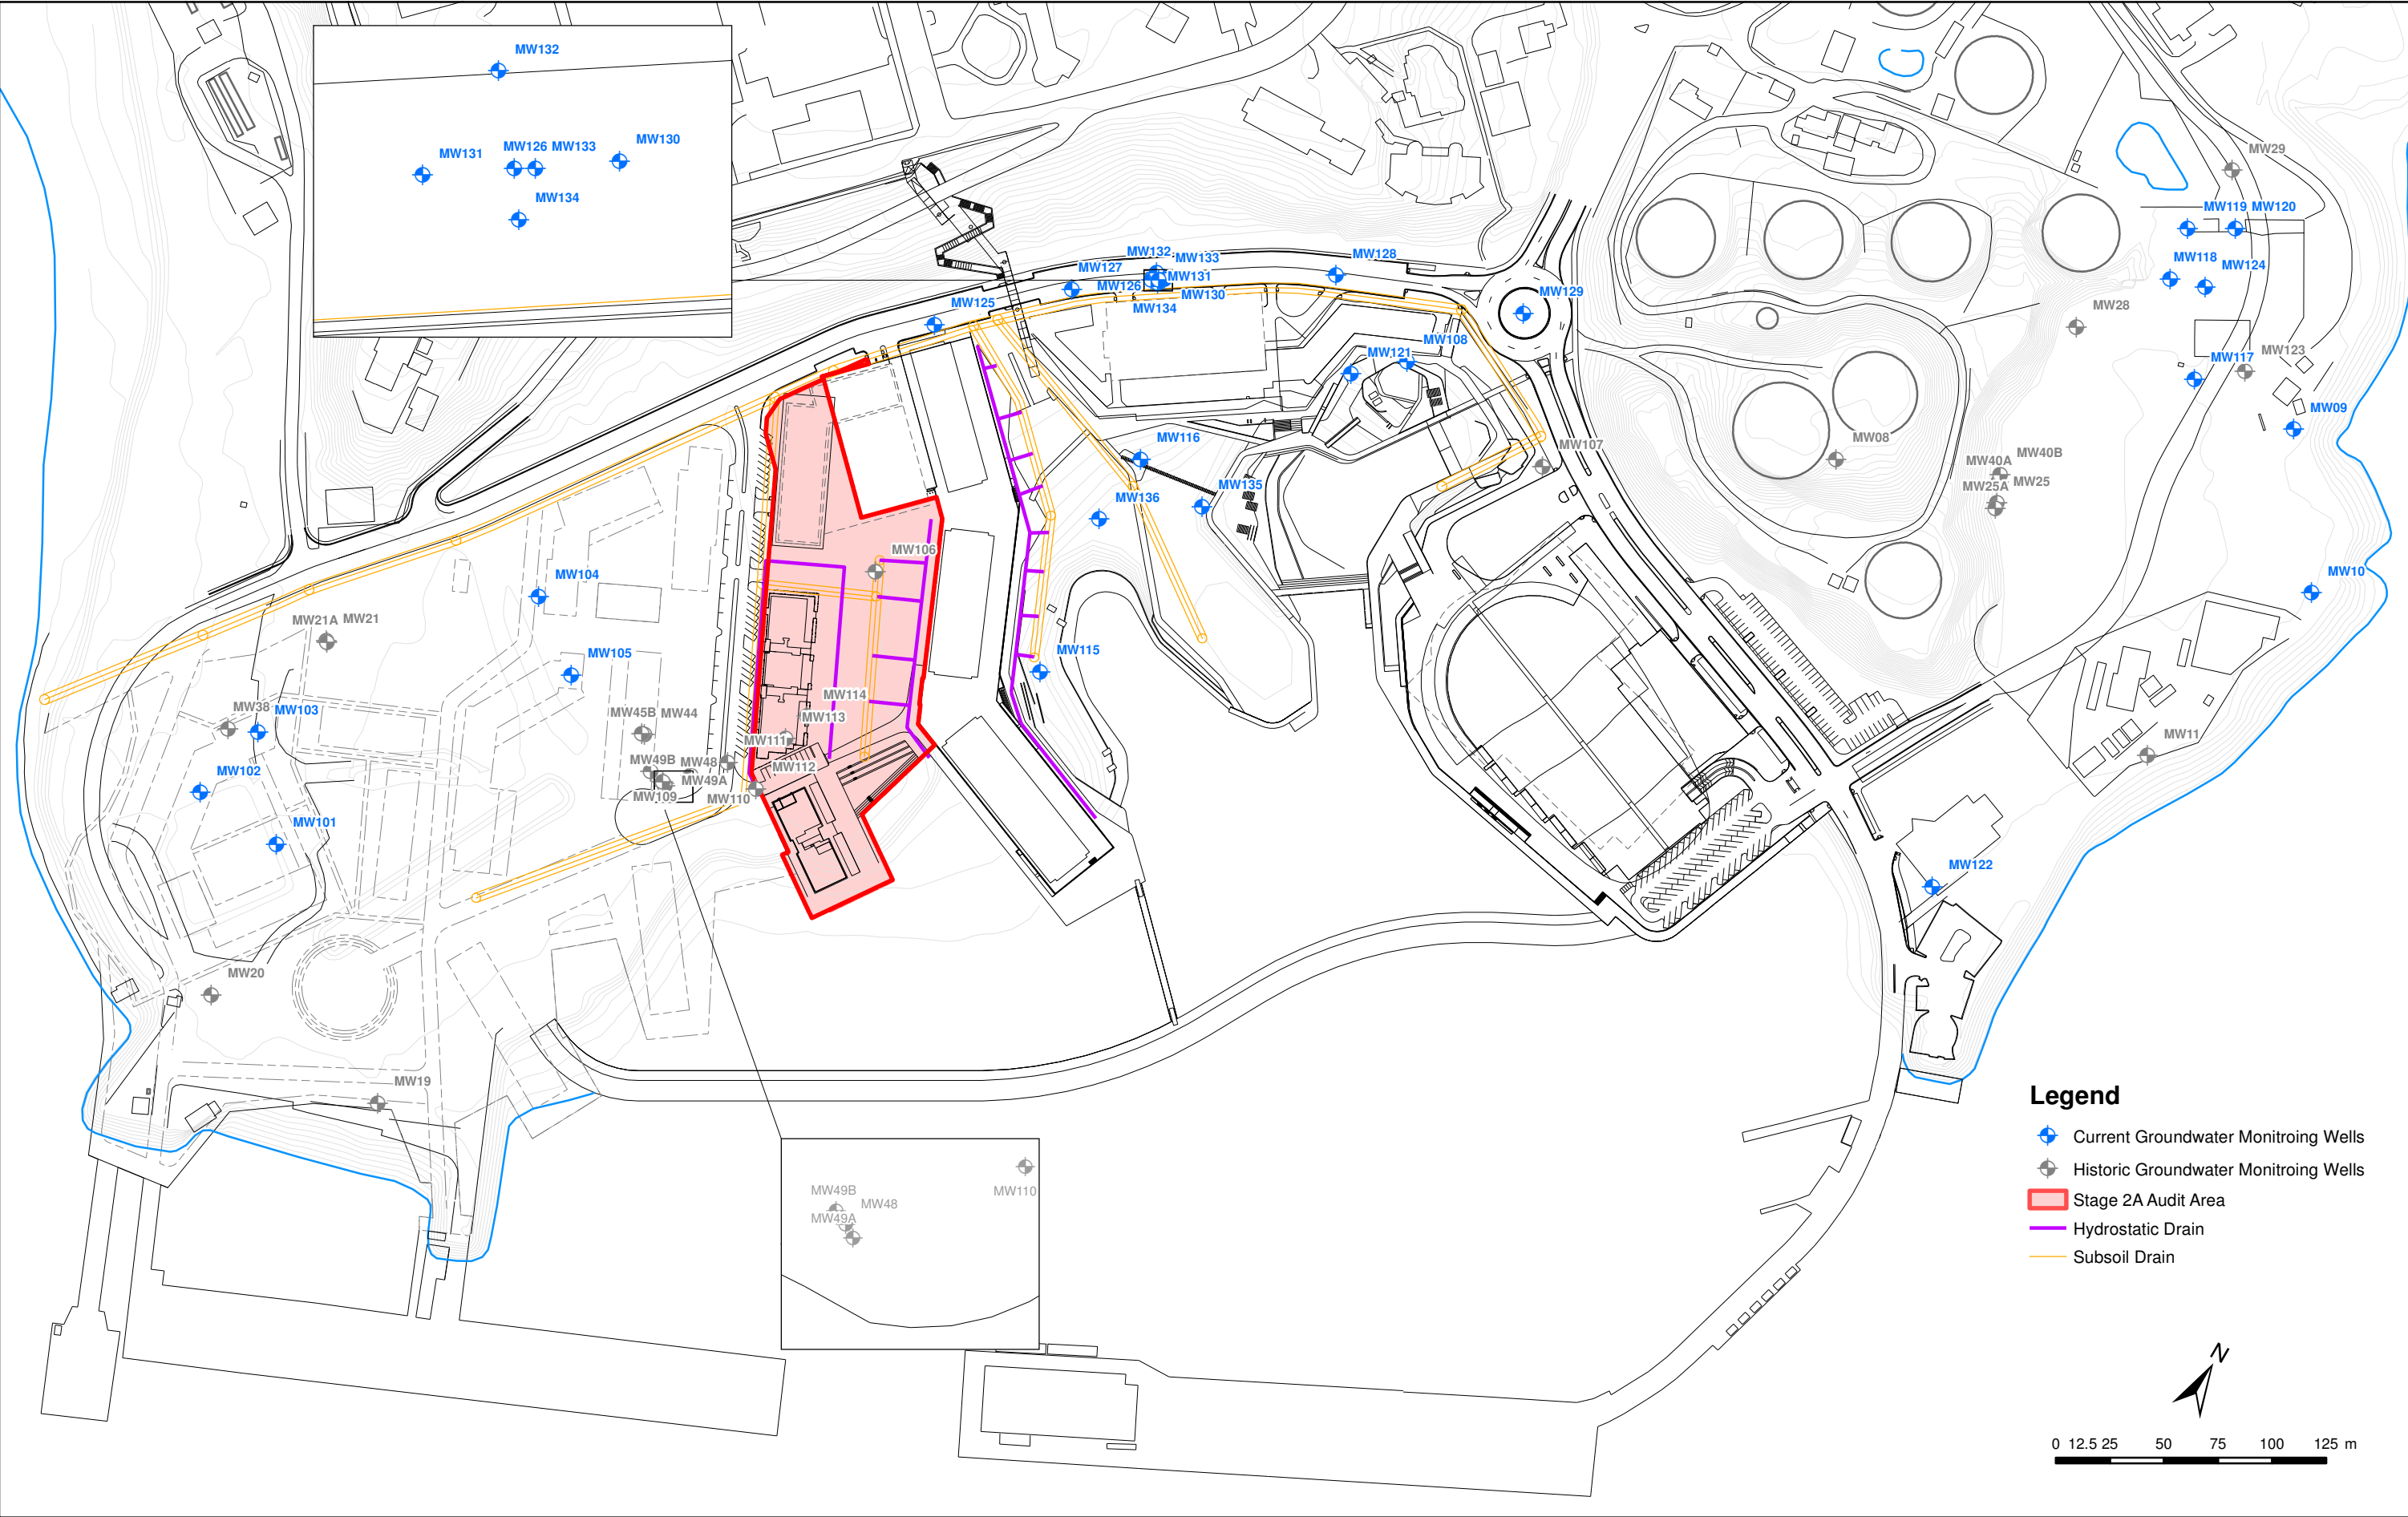 MW132
MW131
MW126 MW133
MW130
MW134
MW29
MW119 MW120
MW118
MW124
MW28
MW117
MW123
MW09
MW132
MW133
MW127
MW131
MW126
MW130
MW134
MW128
MW129
MW125
MW108
MW121
MW116
MW107
MW08
MW40B
MW40A
MW25
MW25A
MW135
MW136
MW106
MW104
MW10
MW21A MW21
MW105
MW115
MW114
MW38
MW103
MW45B MW44
MW113
MW111
MW11
MW49B
MW48
MW112
MW102
MW49A
MW109
MW110
MW101
MW122
MW20
MW19
MW49B
MW48
MW49A
MW110
Legend
Current Groundwater Monitroing Wells
Historic Groundwater Monitroing Wells
Stage 2A Audit Area
Hydrostatic Drain
Subsoil Drain
N
0 12.5 25 50 75 100 125 m